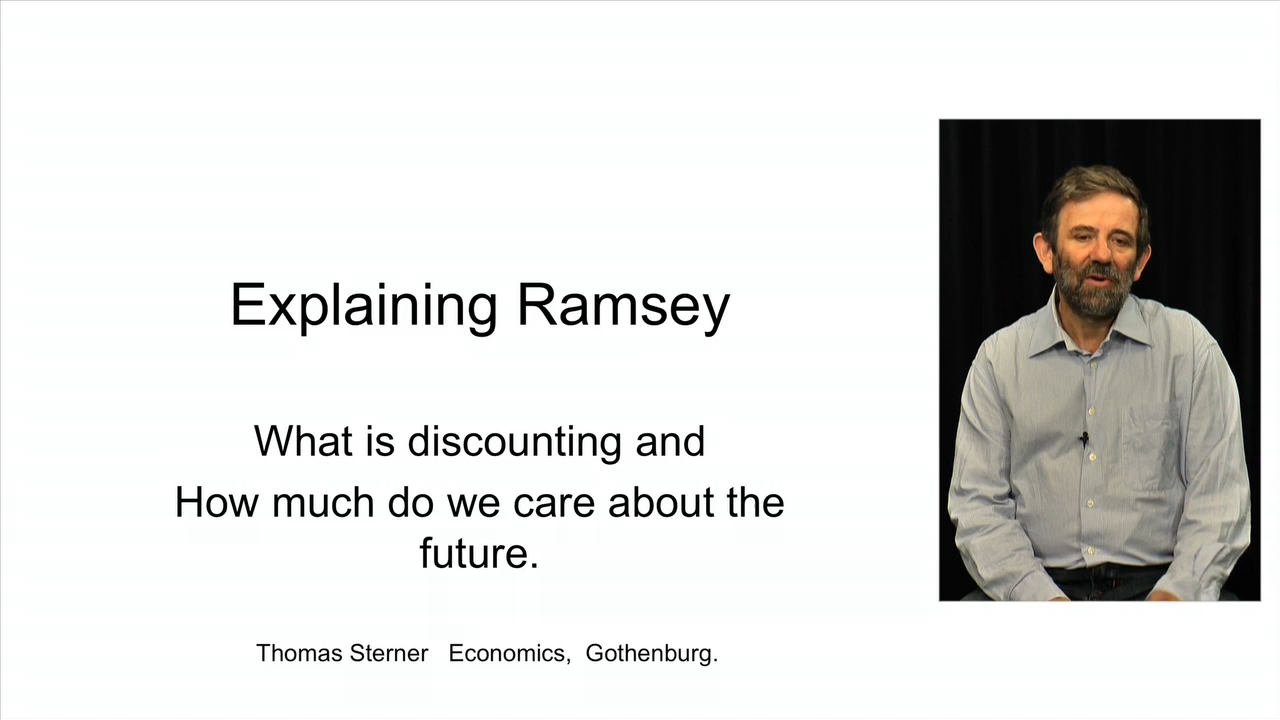 Explaining Ramsey
What is discounting and
How much do we care about the
future.
Thomas Sterner Economics, Gothenburg.